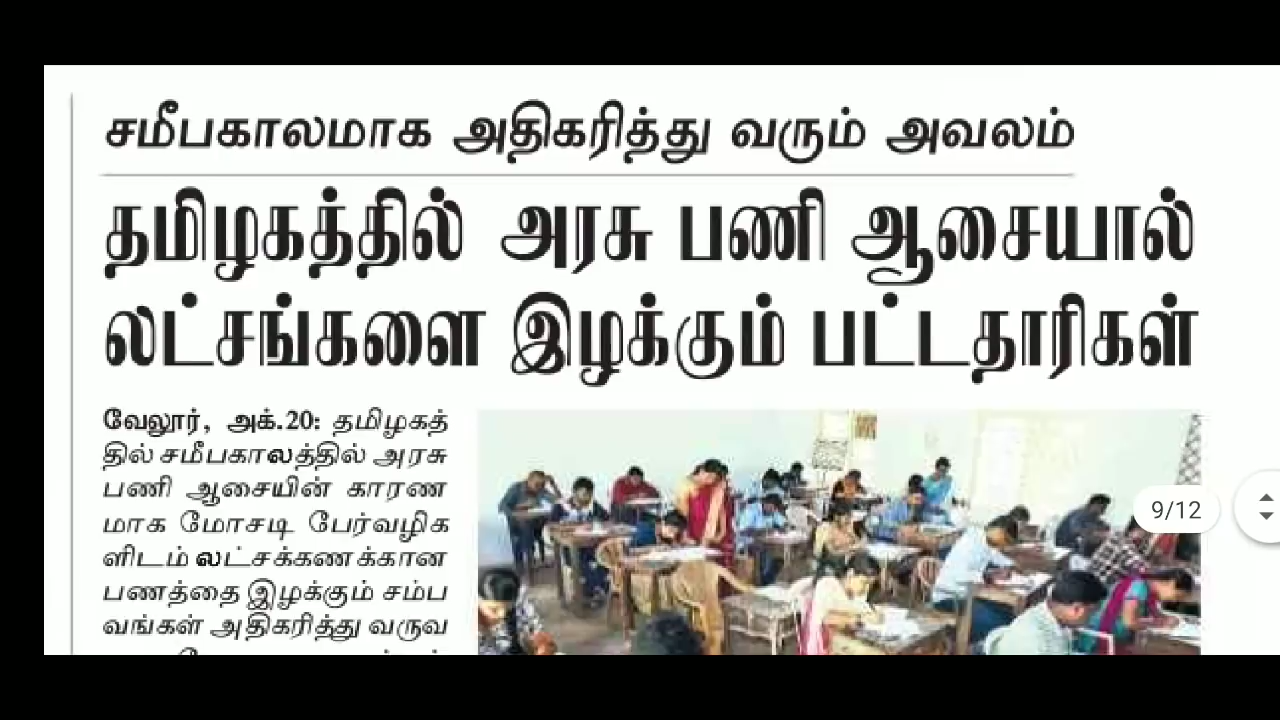 சமீபகாலமாக அதிகரித்து வரும் அவலம்
தமிழகத்தில் அரசு பணி ஆசையால்
லட்சங்களை இழக்கும் பட்டதாரிகள்
வேலூர், அக்.20: தமிழகத்
தில் சமீபகாலத்தில் அரசு
பணி ஆசையின் காரண
மாக மோசடி பேர்வழிக
ளிடம் லட்சக்கணக்கான
பணத்தை இழக்கும் சம்ப
வங்கள் அதிகரித்து வருவ
9/12